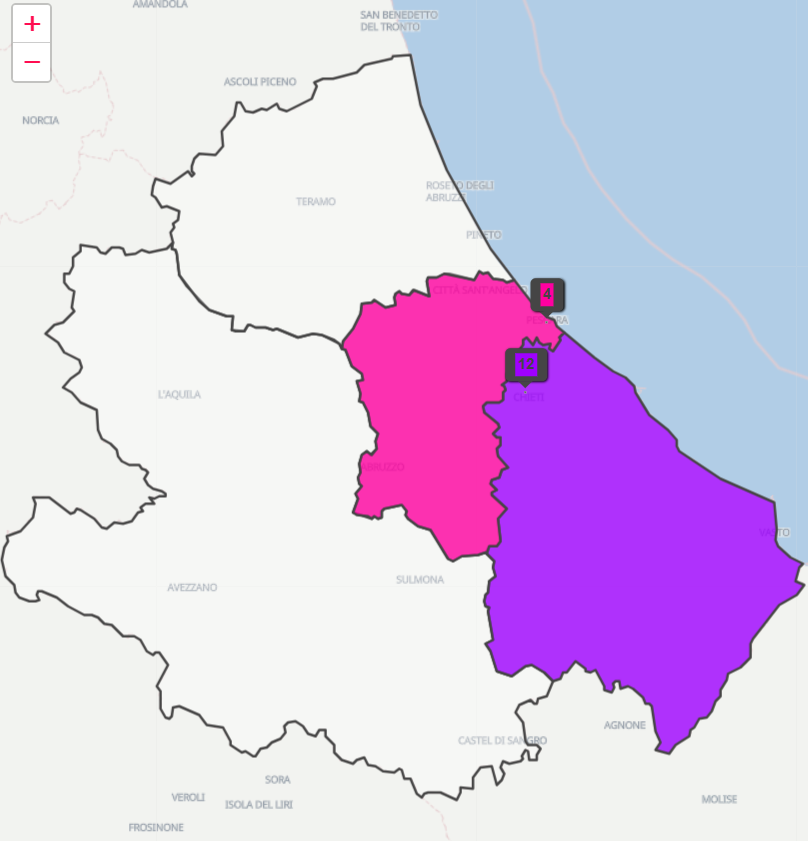 AMANDOLA
SAN BENEDETTO
DEL TRONTO
+
−
ASCOLI PICENO
NORCIA
ROSETO DEGLI
ABRUZZI
TERAMO
PINETO
CITTÀ SANT'ANGELO
4
PESCARA
12
L'AQUILA
CHIETI
ABRUZZO
VASTO
SULMONA
AVEZZANO
AGNONE
CASTEL DI SANGRO
SORA
VEROLI
ISOLA DEL LIRI
MOLISE
FROSINONE